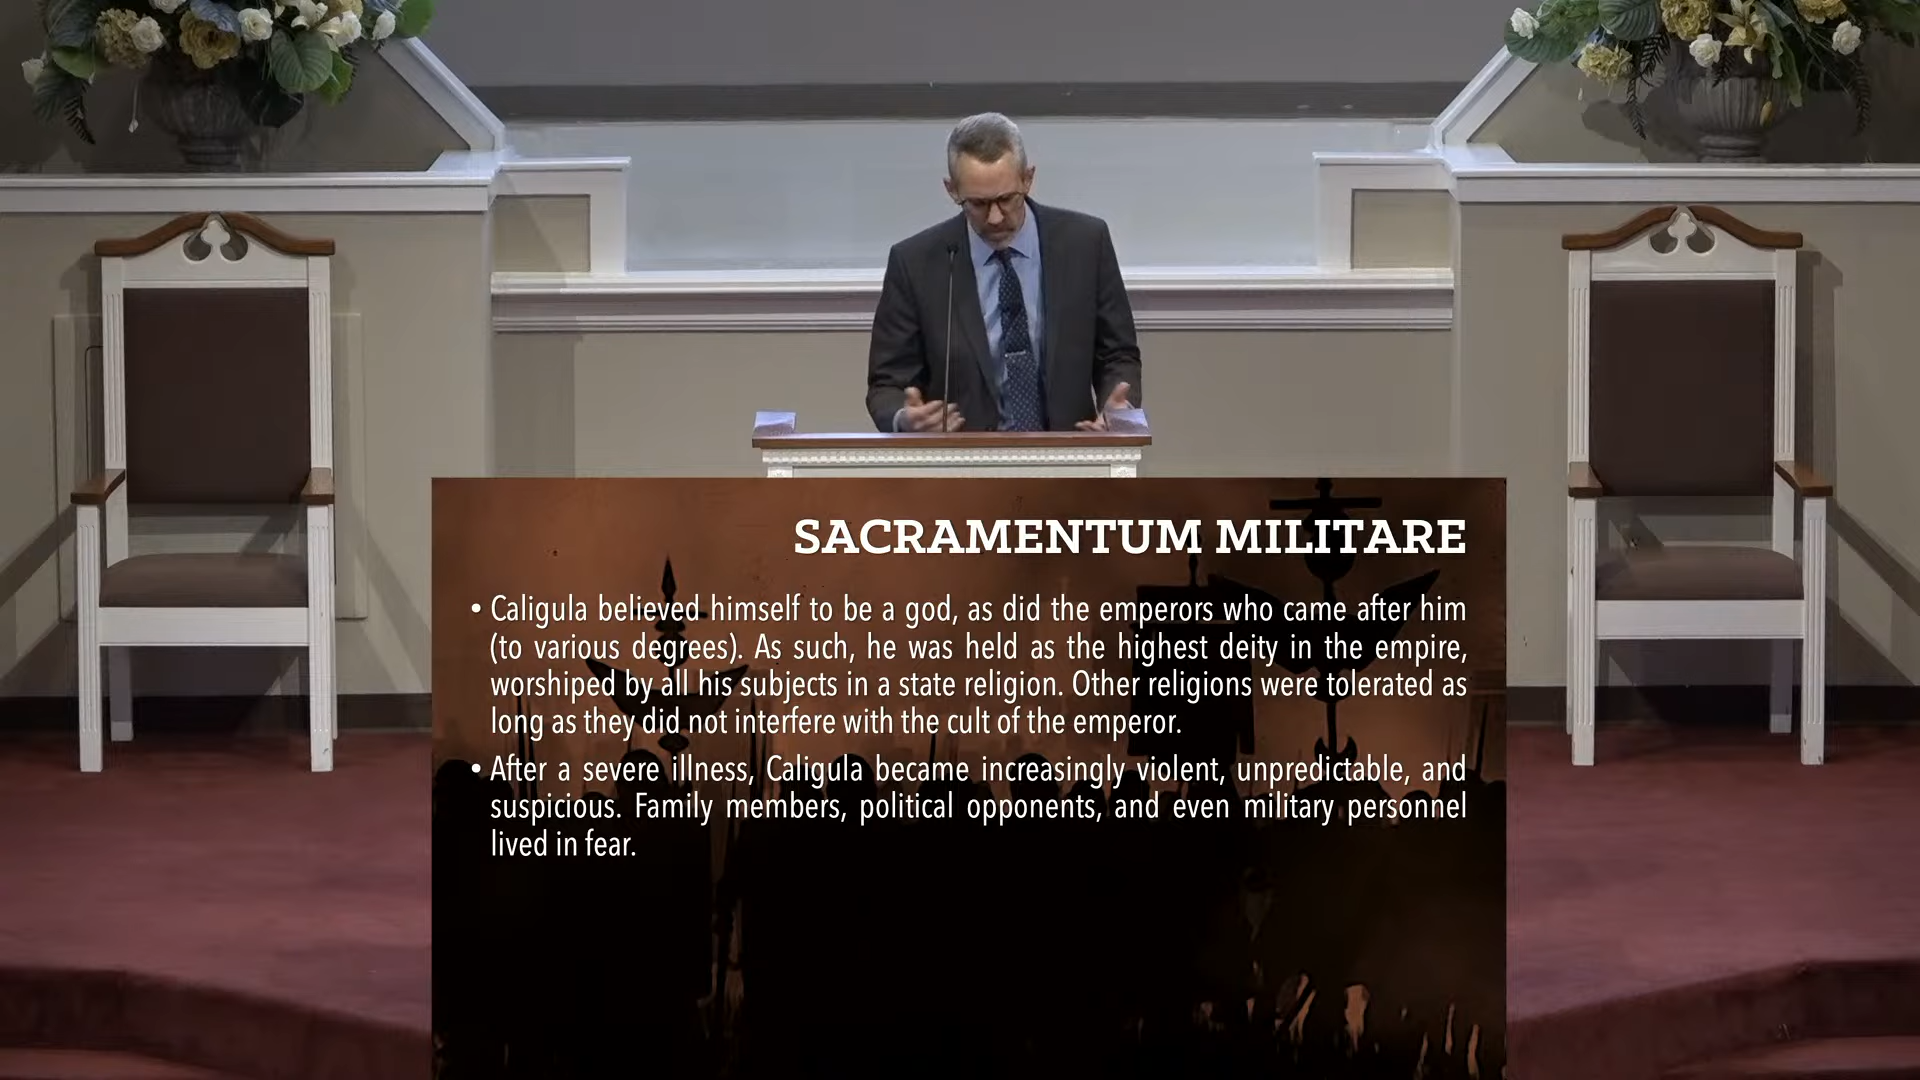 SACRAMENTUM MILITARE
• Caligula believed himself to be a god, as did the emperors who came after him
(to various degrees). As such, he was held as the highest deity in the empire,
worshiped by all his subjects in a state religion. Other religions were tolerated as
long as they did not interfere with the cult of the emperor.
• After a severe illness, Caligula became increasingly violent, unpredictable, and
suspicious. Family members, political opponents, and even military personnel
lived in fear.